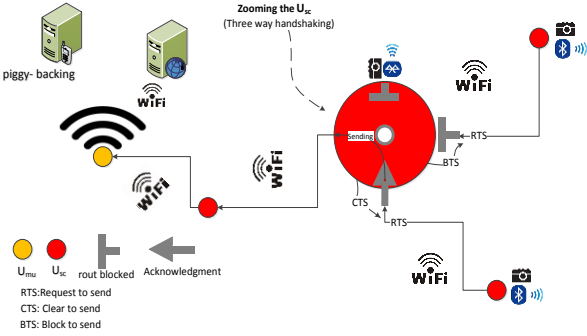 Zooming the Usc
(Three way handshaking)
piggy- backing
WiFi
WiFi
Sending
RTS
BTS
WiFi
WiFi
CTS
RTS
WiFi
Umu
Usc
rout blocked
Acknowledgment
RTS:Request to send
CTS: Clear to send
BTS: Block to send